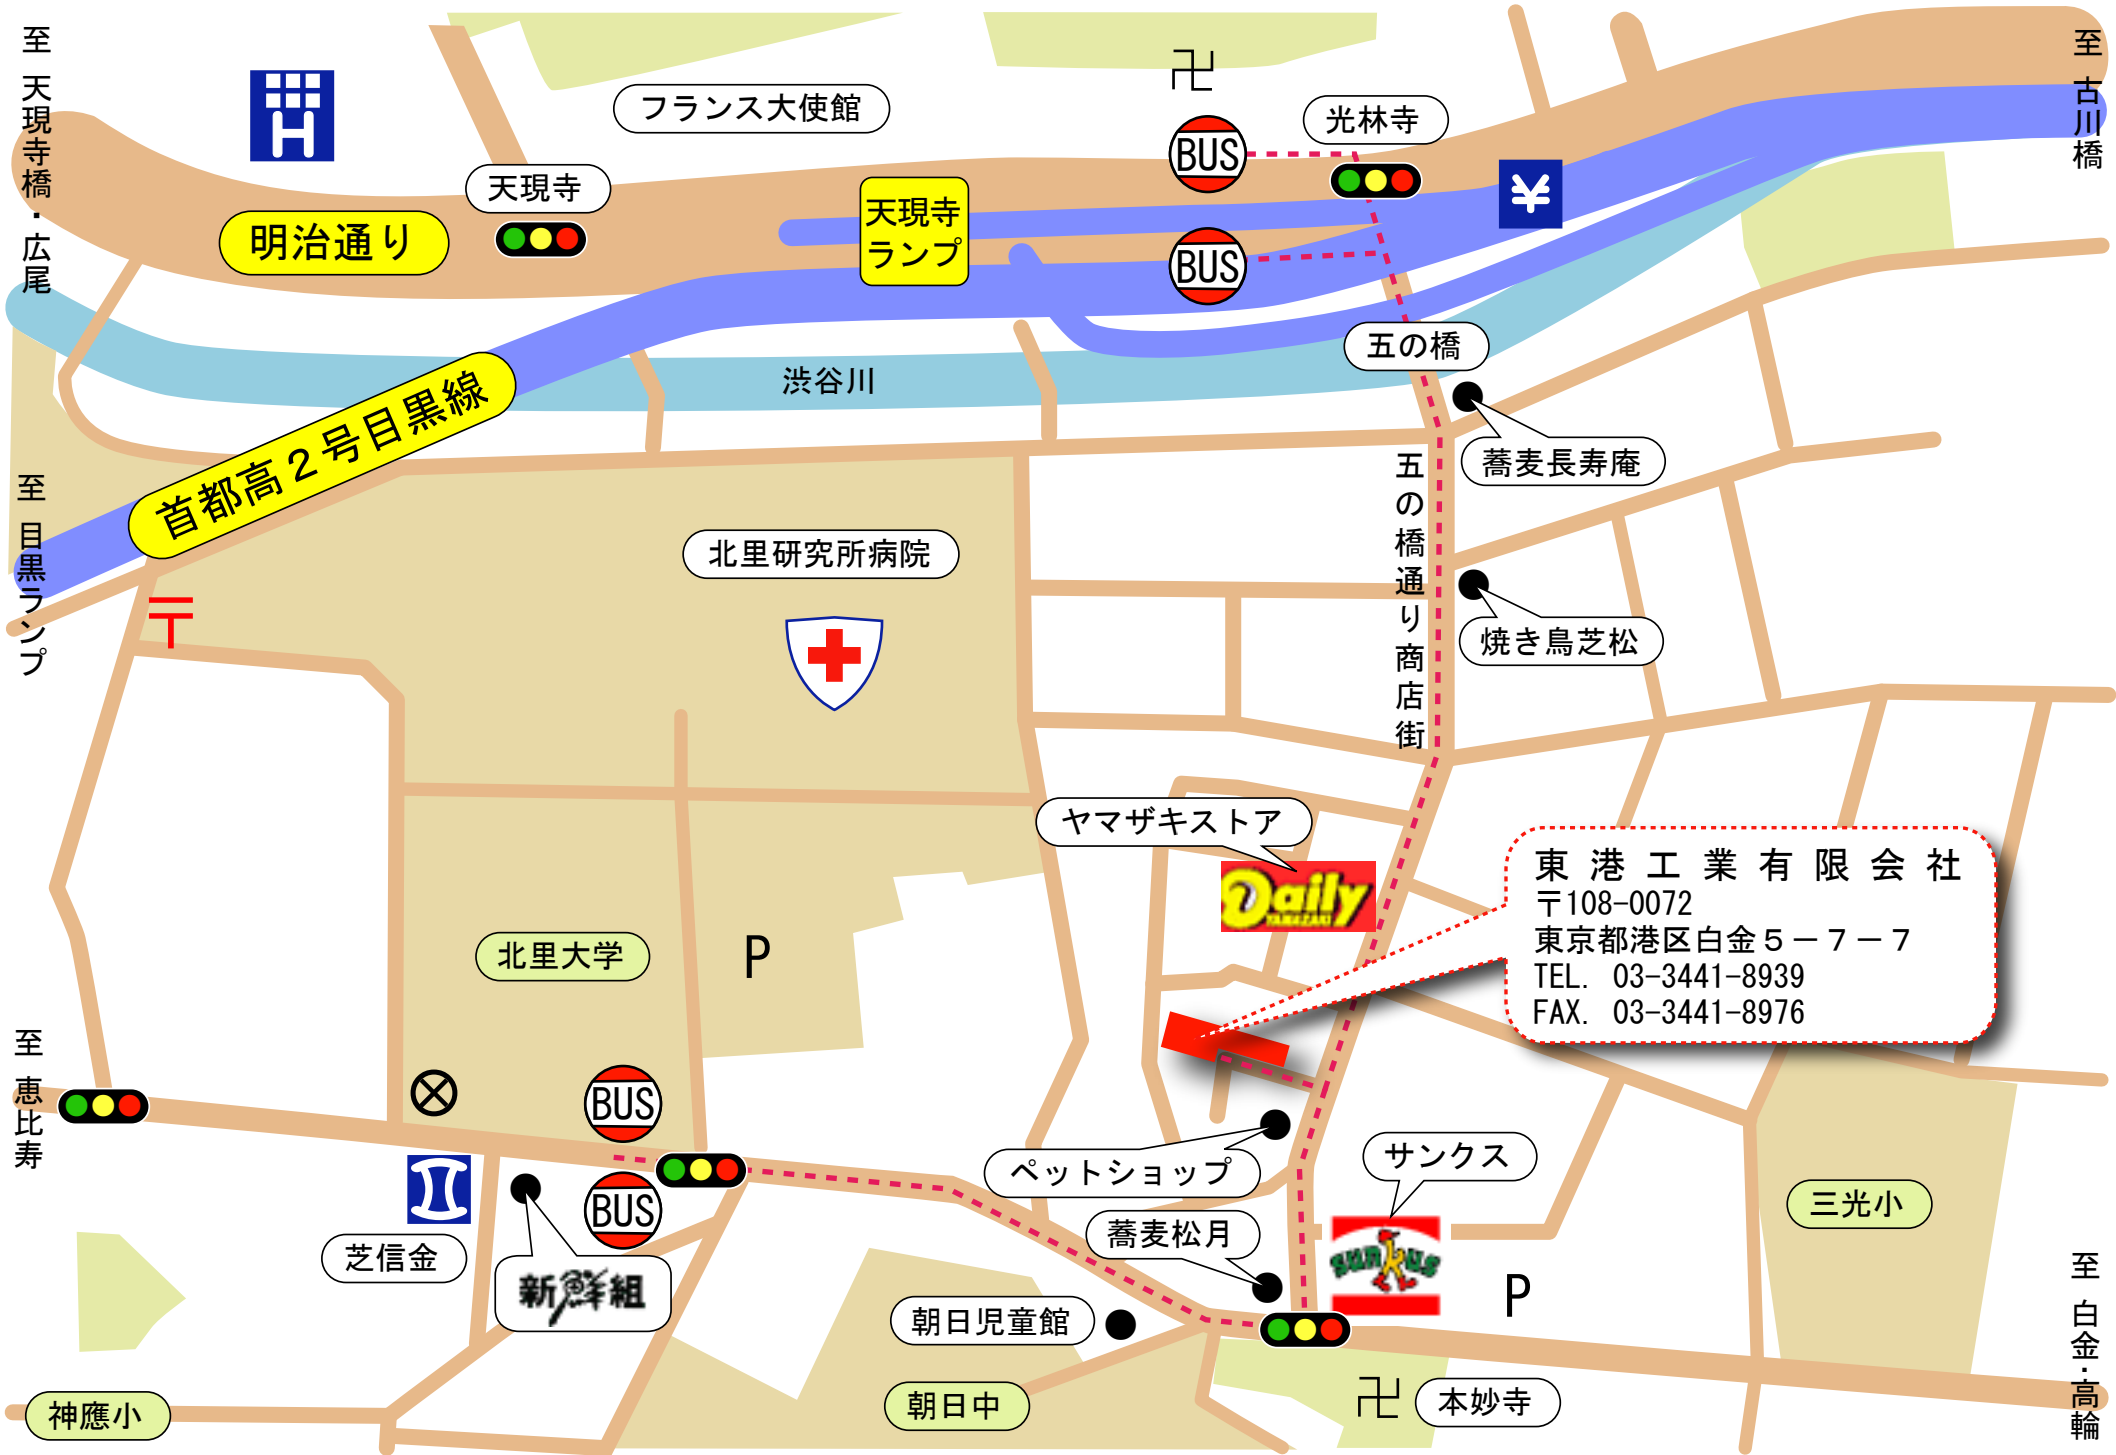 至 天現寺橋・広尾
フランス大使館
BUS
光林寺
至 古川橋
H
天現寺
明治通り
天現寺
ランプ
BUS
¥
五の橋
渋谷川
首都高2号目黒線
蕎麦長寿庵
五の橋通り商店街
至 目黒ランプ
北里研究所病院
〒
焼き鳥芝松
ヤマザキストア
Daily
YAMAZAKI
東港工業有限会社
〒108-0072
東京都港区白金5-7-7
TEL. 03-3441-8939
FAX. 03-3441-8976
北里大学
P
至 恵比寿
BUS
ペットショップ
サンクス
BUS
三光小
芝信金
蕎麦松月
sunkus
新鮮組
P
朝日児童館
至 白金・高輪
神應小
朝日中
本妙寺